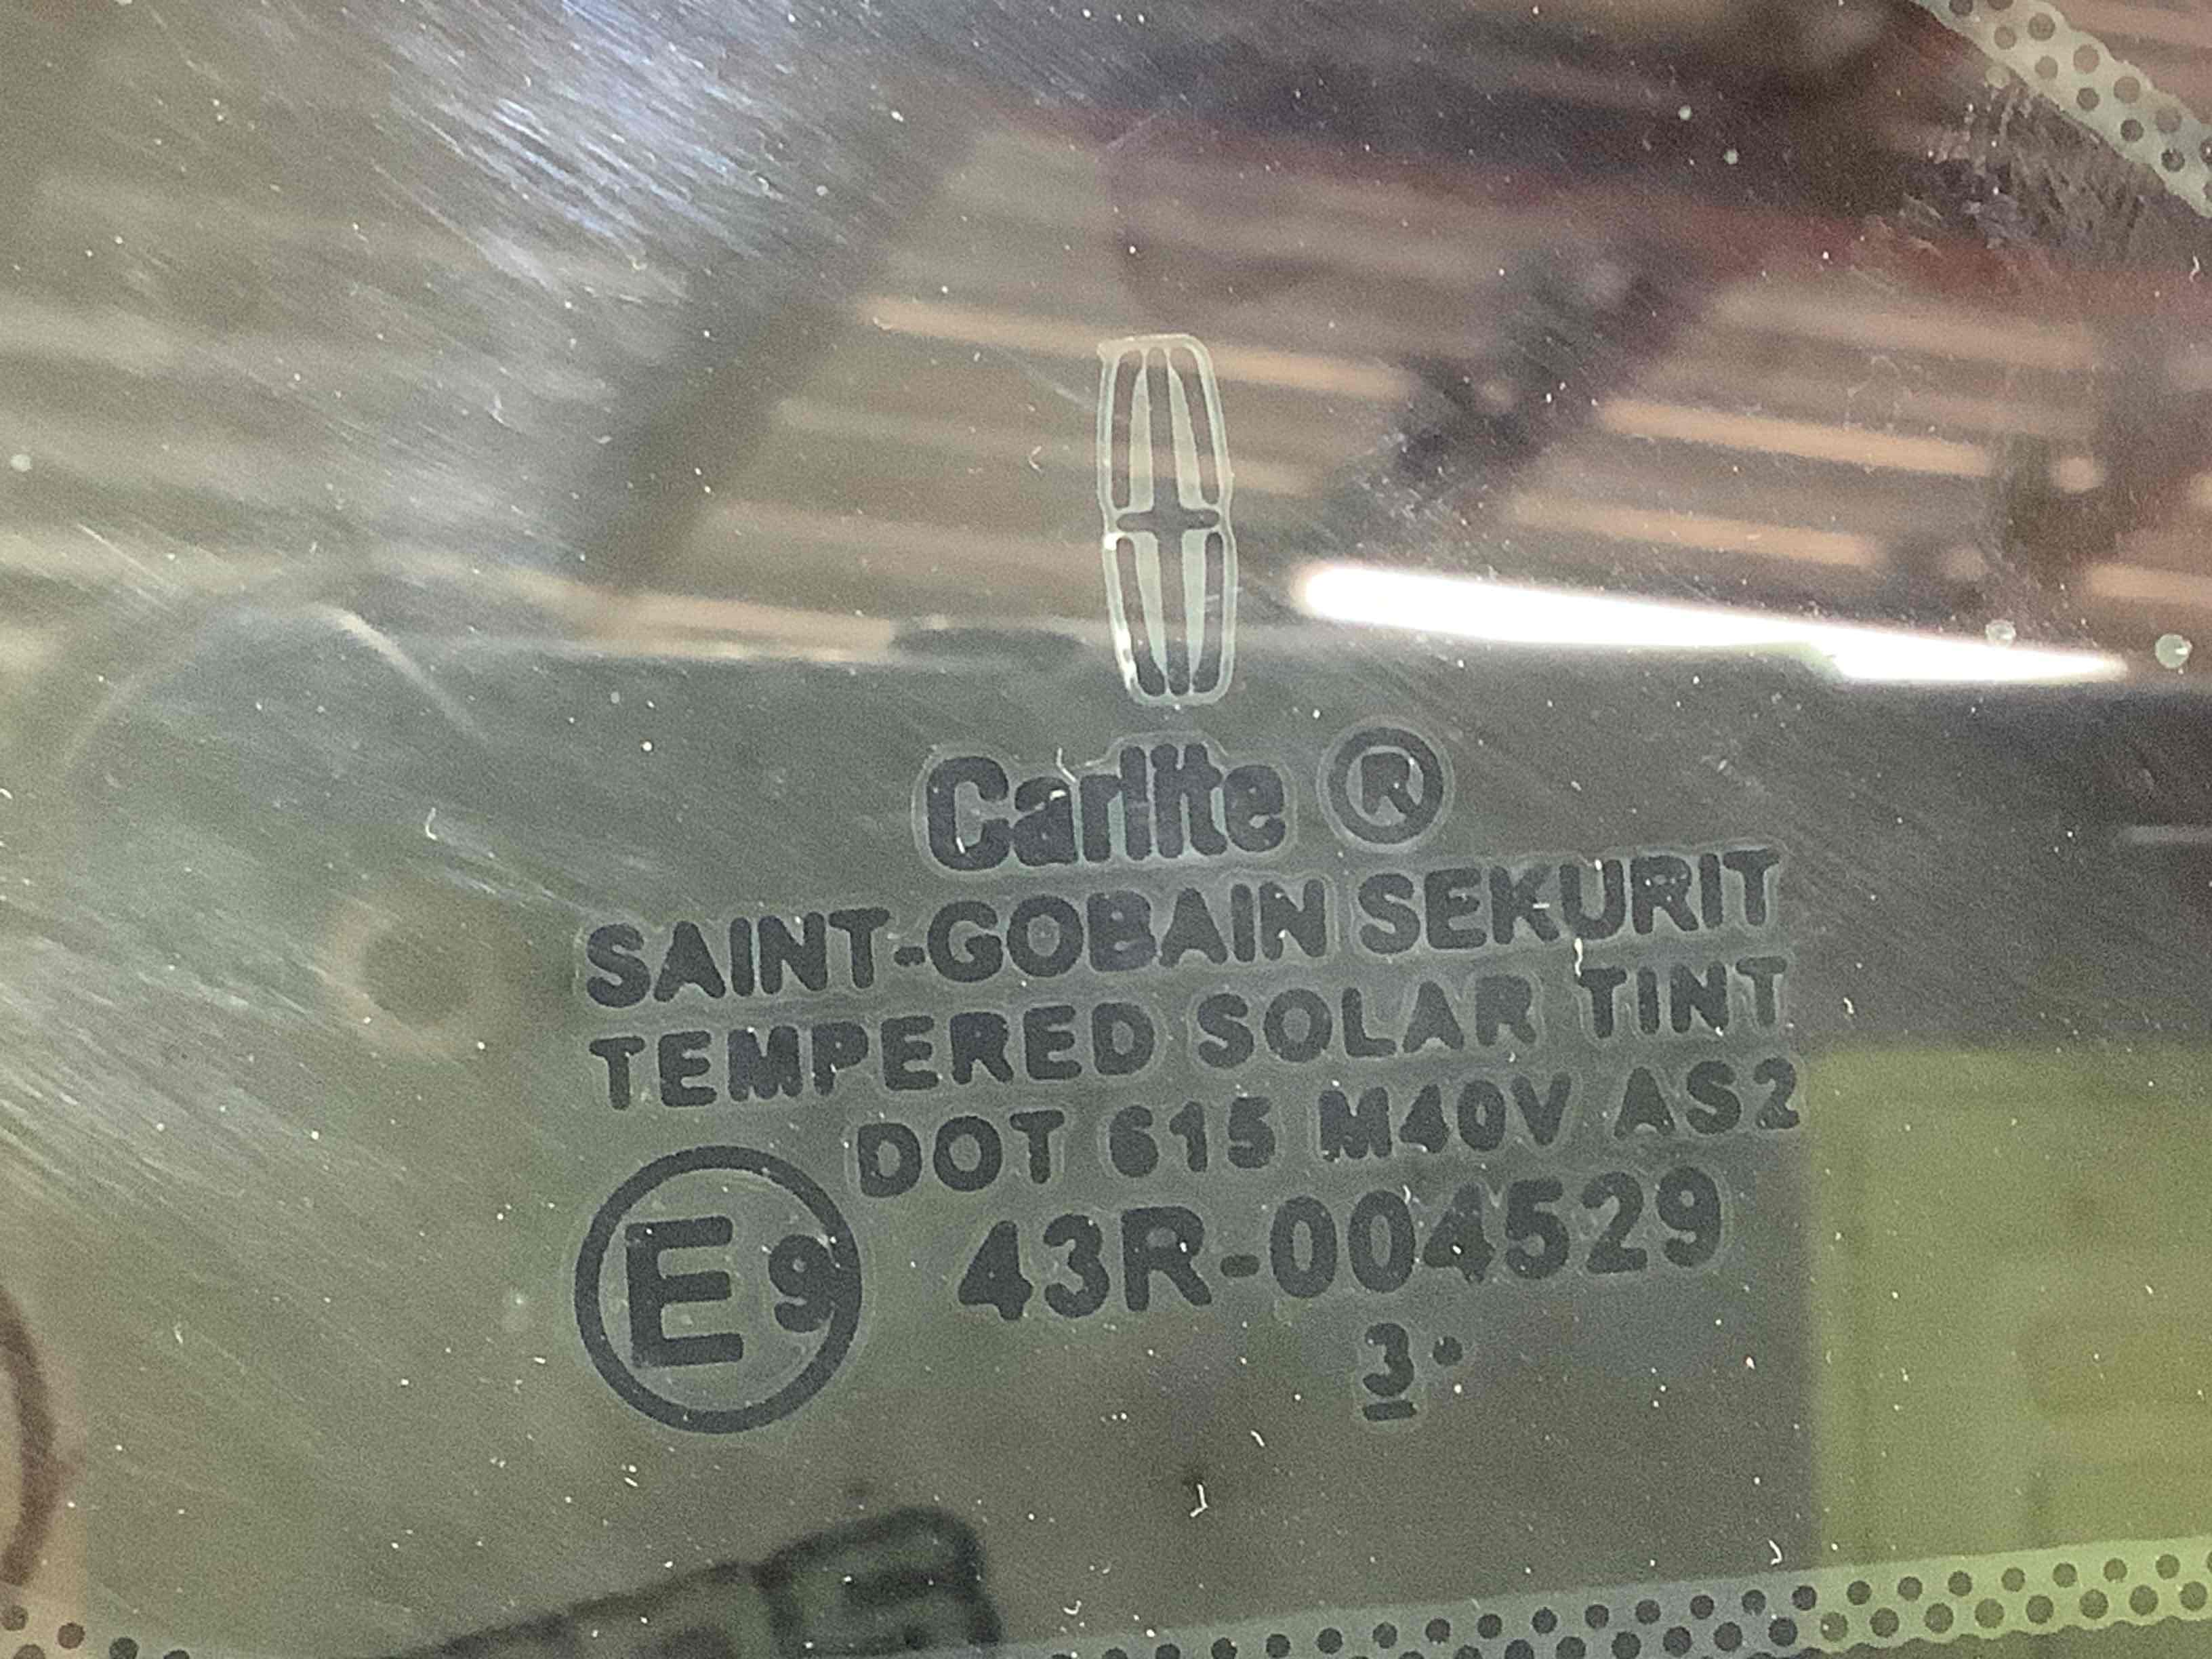 Carlite ®
SAINT-GOBAIN SEKURIT
TEMPERED SOLAR TINT
DOT 615 M40V AS2
E9 43R-004529
3.